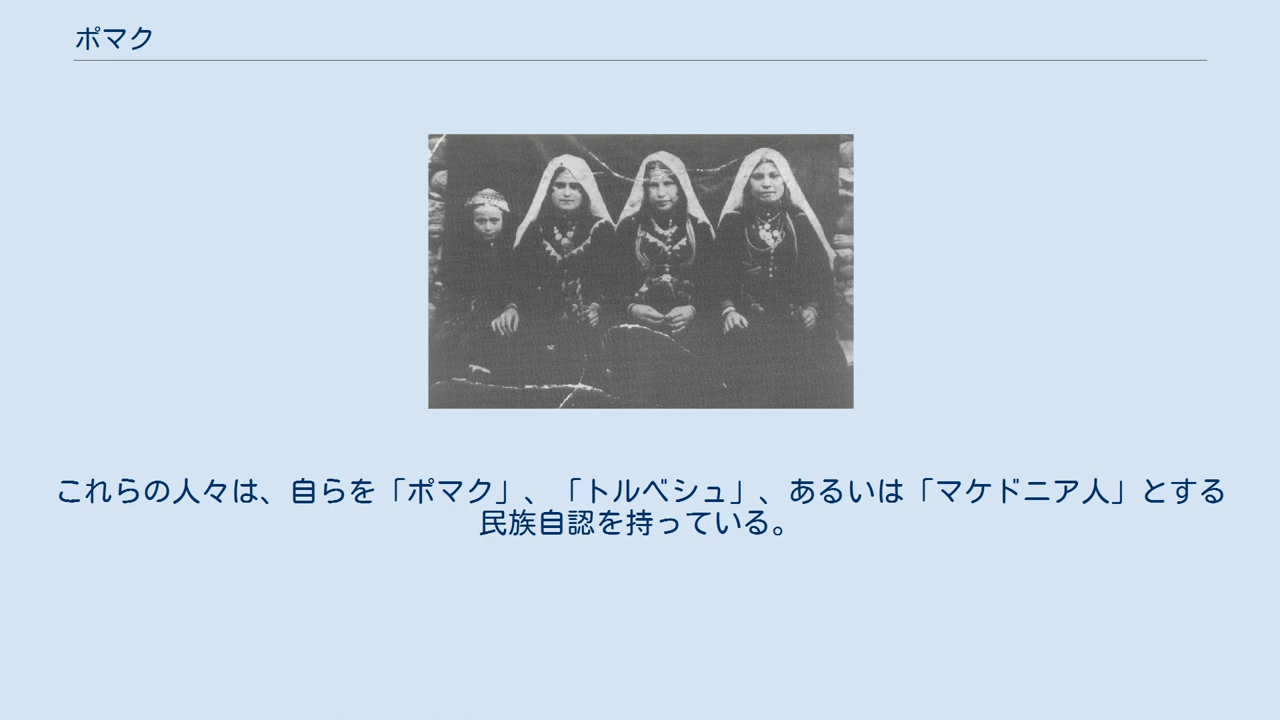 ポマク
これらの人々は、自らを「ポマク」、「トルベシュ」、あるいは「マケドニア人」とする
民族自認を持っている。